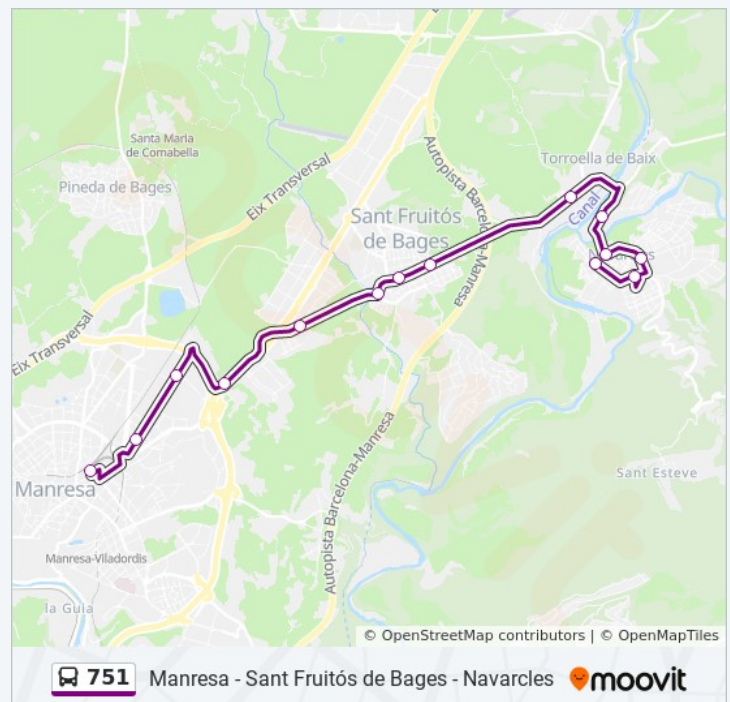 Santa Maria
de Comabella
Pineda de Bages
Eix Transversal
Autopista Barcelona-Manresa
Torroella de Baix
Canal
Sant Fruitós
de Bages
Eix Transversal
Manresa
Autopista Barcelona-Manresa
Sant Esteve
Manresa-Viladordis
la Gula
© OpenStreetMap contributors | © OpenMapTiles
751 Manresa - Sant Fruitós de Bages - Navarcles moovit